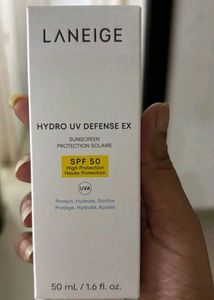 LANEIGE
HYDRO UV DEFENSE EX
SUNSCREEN
PROTECTION SOLAIRE
SPF 50
High Protection
Haute Protection
UVA
Protect, Hydrate, Soothe
Protège, Hydrate, Apaise
50 mL / 1.6 fl. oz.